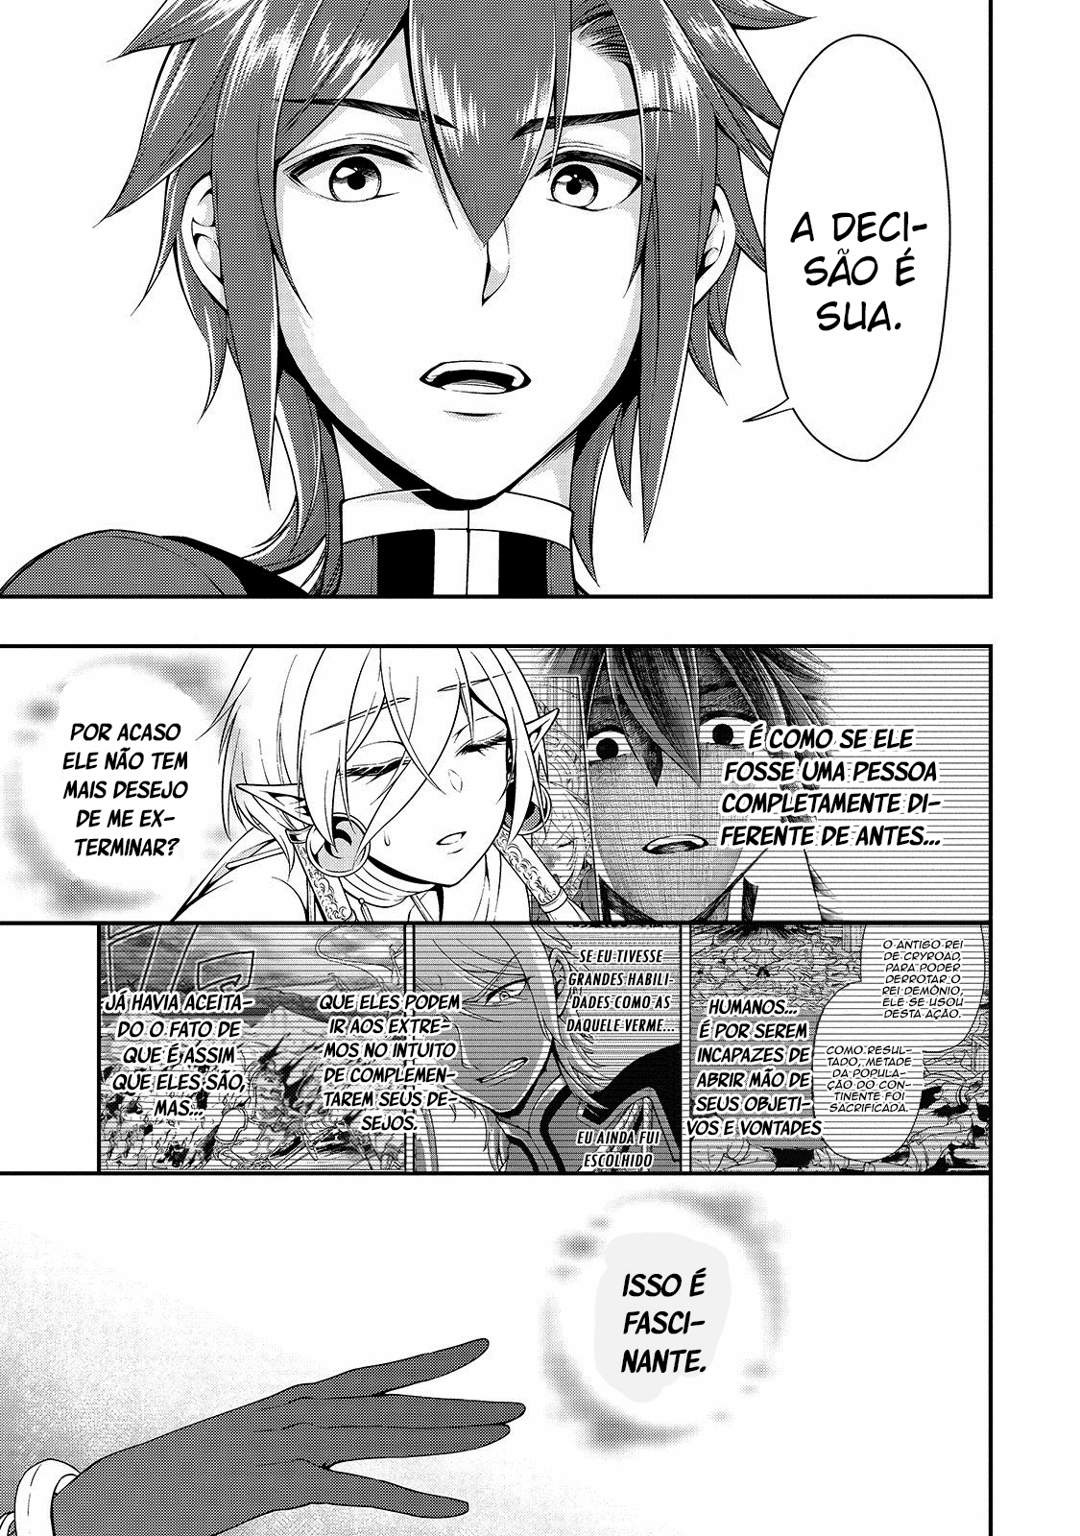 A DECI-
SÃO É
SUA.
É COMO SE ELE
FOSSE UMA PESSOA
COMPLETAMENTE DI-
FERENTE DE ANTES...
POR ACASO
ELE NÃO TEM
MAIS DESEJO
DE ME EX-
TERMINAR?
O ANTIGO REI
DE CRYROAD,
PARA PODER
DERROTAR O
REI DEMÔNIO,
ELE SE USOU
DESTA AÇÃO.
COMO RESUL-
TADO, METADE
DA POPULA-
ÇÃO DO CON-
TINENTE FOI
SACRIFICADA.
HUMANOS...
É POR SEREM
INCAPAZES DE
ABRIR MÃO DE
SEUS OBJETI-
VOS E VONTADES
SE EU TIVESSE
GRANDES HABILI-
DADES COMO AS
DAQUELE VERME...
EU AINDA FUI
ESCOLHIDO
QUE ELES PODEM
IR AOS EXTRE-
MOS NO INTUITO
DE COMPLEMEN-
TAREM SEUS DE-
SEJOS.
JÁ HAVIA ACEITA-
DO O FATO DE
QUE É ASSIM
QUE ELES SÃO,
MAS...
ISSO É
FASCI-
NANTE.